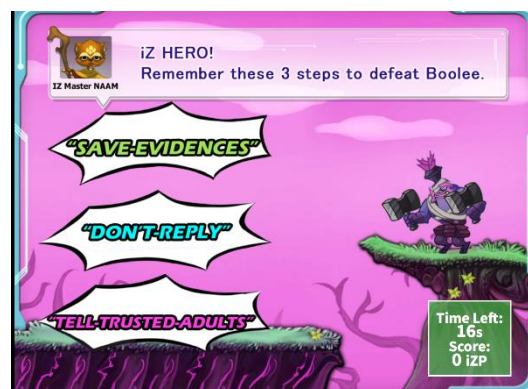 iZ HERO!
Remember these 3 steps to defeat Boolee.
IZ Master NAAM
"SAVE-EVIDENCES"
"DON'T-REPLY"
"TELL-TRUSTED-ADULTS"
Time Left:
16s
Score:
0 iZP